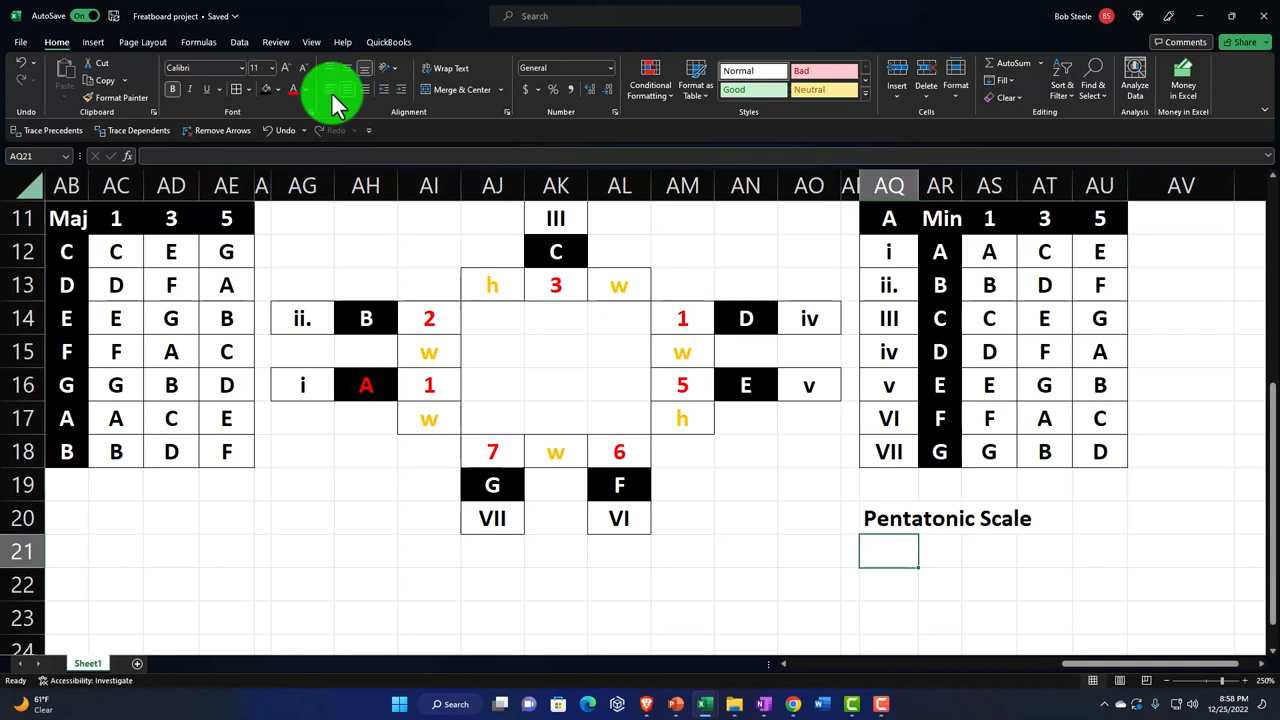 AutoSave On Freatboard project • Saved Search Bob Steele BS
File Home Insert Page Layout Formulas Data Review View Help QuickBooks Comments Share
Cut Copy Format Painter
Undo Clipboard Font Alignment Number Styles Cells Editing Analysis Money in Excel
Calibri 11 Wrap Text Merge & Center General
B I U A $ % 9
Conditional Formatting Format as Table Normal Bad Good Neutral
Insert Delete Format AutoSum Fill Clear Sort & Filter Find & Select Analyze Data Money in Excel
Trace Precedents Trace Dependents Remove Arrows Undo Redo
AQ21 fx
AB AC AD AE A AG AH AI AJ AK AL AM AN AO AQ AR AS AT AU AV
11 Maj 1 3 5 III A Min 1 3 5
12 C C E G C i A A C E
13 D D F A h 3 w ii. B B D F
14 E E G B ii. B 2 1 D iv III C C E G
15 F F A C w w iv D D F A
16 G G B D i A 1 5 E v v E E G B
17 A A C E w h VI F F A C
18 B B D F 7 w 6 VII G G B D
19 G F
20 VII VI Pentatonic Scale
21
22
23
24
Sheet1
Ready Accessibility: Investigate 250%
61°F Clear Search 8:58 PM 12/25/2022